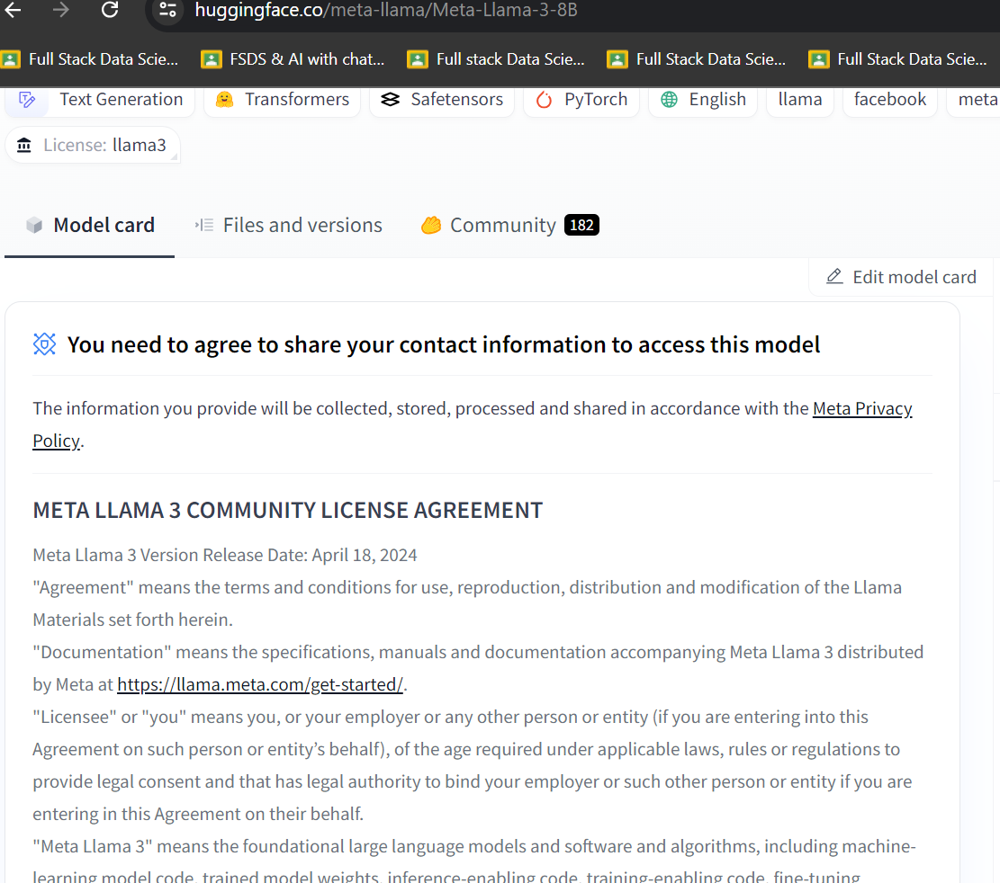 huggingface.co/meta-llama/Meta-Llama-3-8B
Full Stack Data Scie... FSDS & AI with chat... Full stack Data Scie... Full Stack Data Scie... Full Stack Data Scie...
Text Generation Transformers Safetensors PyTorch English llama facebook meta
License: llama3
Model card Files and versions Community 182
Edit model card
You need to agree to share your contact information to access this model
The information you provide will be collected, stored, processed and shared in accordance with the Meta Privacy
Policy.
META LLAMA 3 COMMUNITY LICENSE AGREEMENT
Meta Llama 3 Version Release Date: April 18, 2024
"Agreement" means the terms and conditions for use, reproduction, distribution and modification of the Llama
Materials set forth herein.
"Documentation" means the specifications, manuals and documentation accompanying Meta Llama 3 distributed
by Meta at https://llama.meta.com/get-started/.
"Licensee" or "you" means you, or your employer or any other person or entity (if you are entering into this
Agreement on such person or entity’s behalf), of the age required under applicable laws, rules or regulations to
provide legal consent and that has legal authority to bind your employer or such other person or entity if you are
entering in this Agreement on their behalf.
"Meta Llama 3" means the foundational large language models and software and algorithms, including machine-
learning model code, trained model weights, inference-enabling code, training-enabling code, fine-tuning